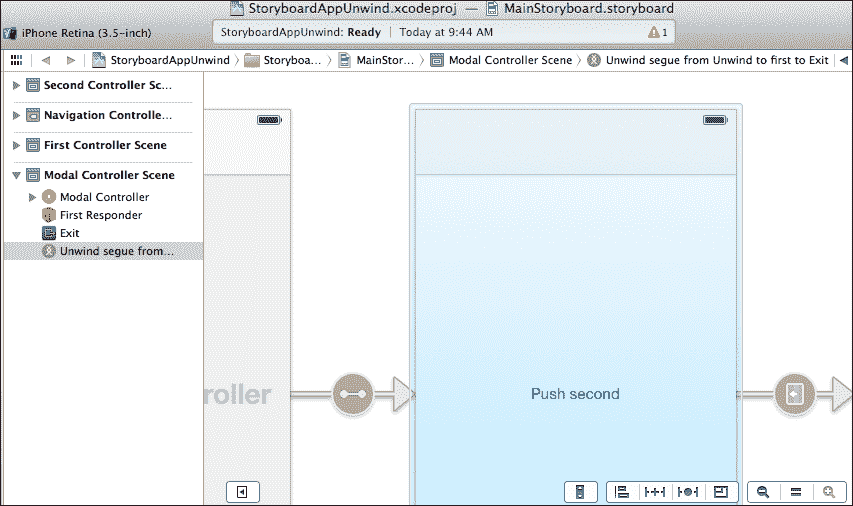 StoryboardAppUnwind.xcodeproj — MainStoryboard.storyboard
iPhone Retina (3.5-inch)
StoryboardAppUnwind: Ready | Today at 9:44 AM
1
StoryboardAppUnwind
Storyboa...
MainStor...
Modal Controller Scene
Unwind segue from Unwind to first to Exit
Second Controller Sc...
Navigation Controlle...
First Controller Scene
Modal Controller Scene
Modal Controller
First Responder
Exit
Unwind segue from...
roller
Push second